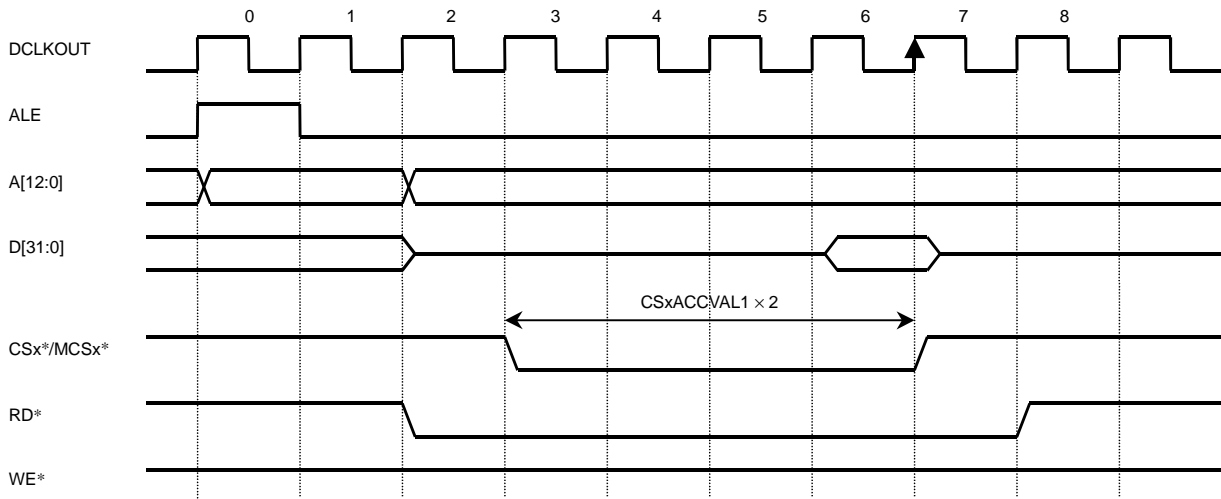 0 1 2 3 4 5 6 7 8
DCLKOUT
ALE
A[12:0]
D[31:0]
CSxACCVAL1 × 2
CSx*/MCSx*
RD*
WE*